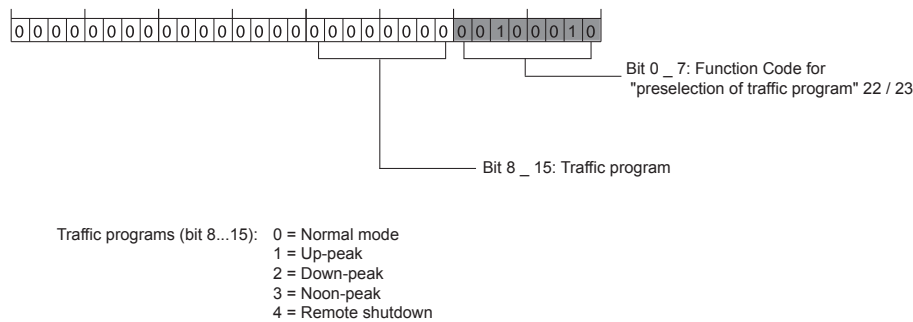 0 0 0 0 0 0 0 0 0 0 0 0 0 0 0 0 0 0 0 0 0 0 0 0 0 0 1 0 0 0 1 0
Bit 0 _ 7: Function Code for
"preselection of traffic program" 22 / 23
Bit 8 _ 15: Traffic program
Traffic programs (bit 8...15): 0 = Normal mode
1 = Up-peak
2 = Down-peak
3 = Noon-peak
4 = Remote shutdown